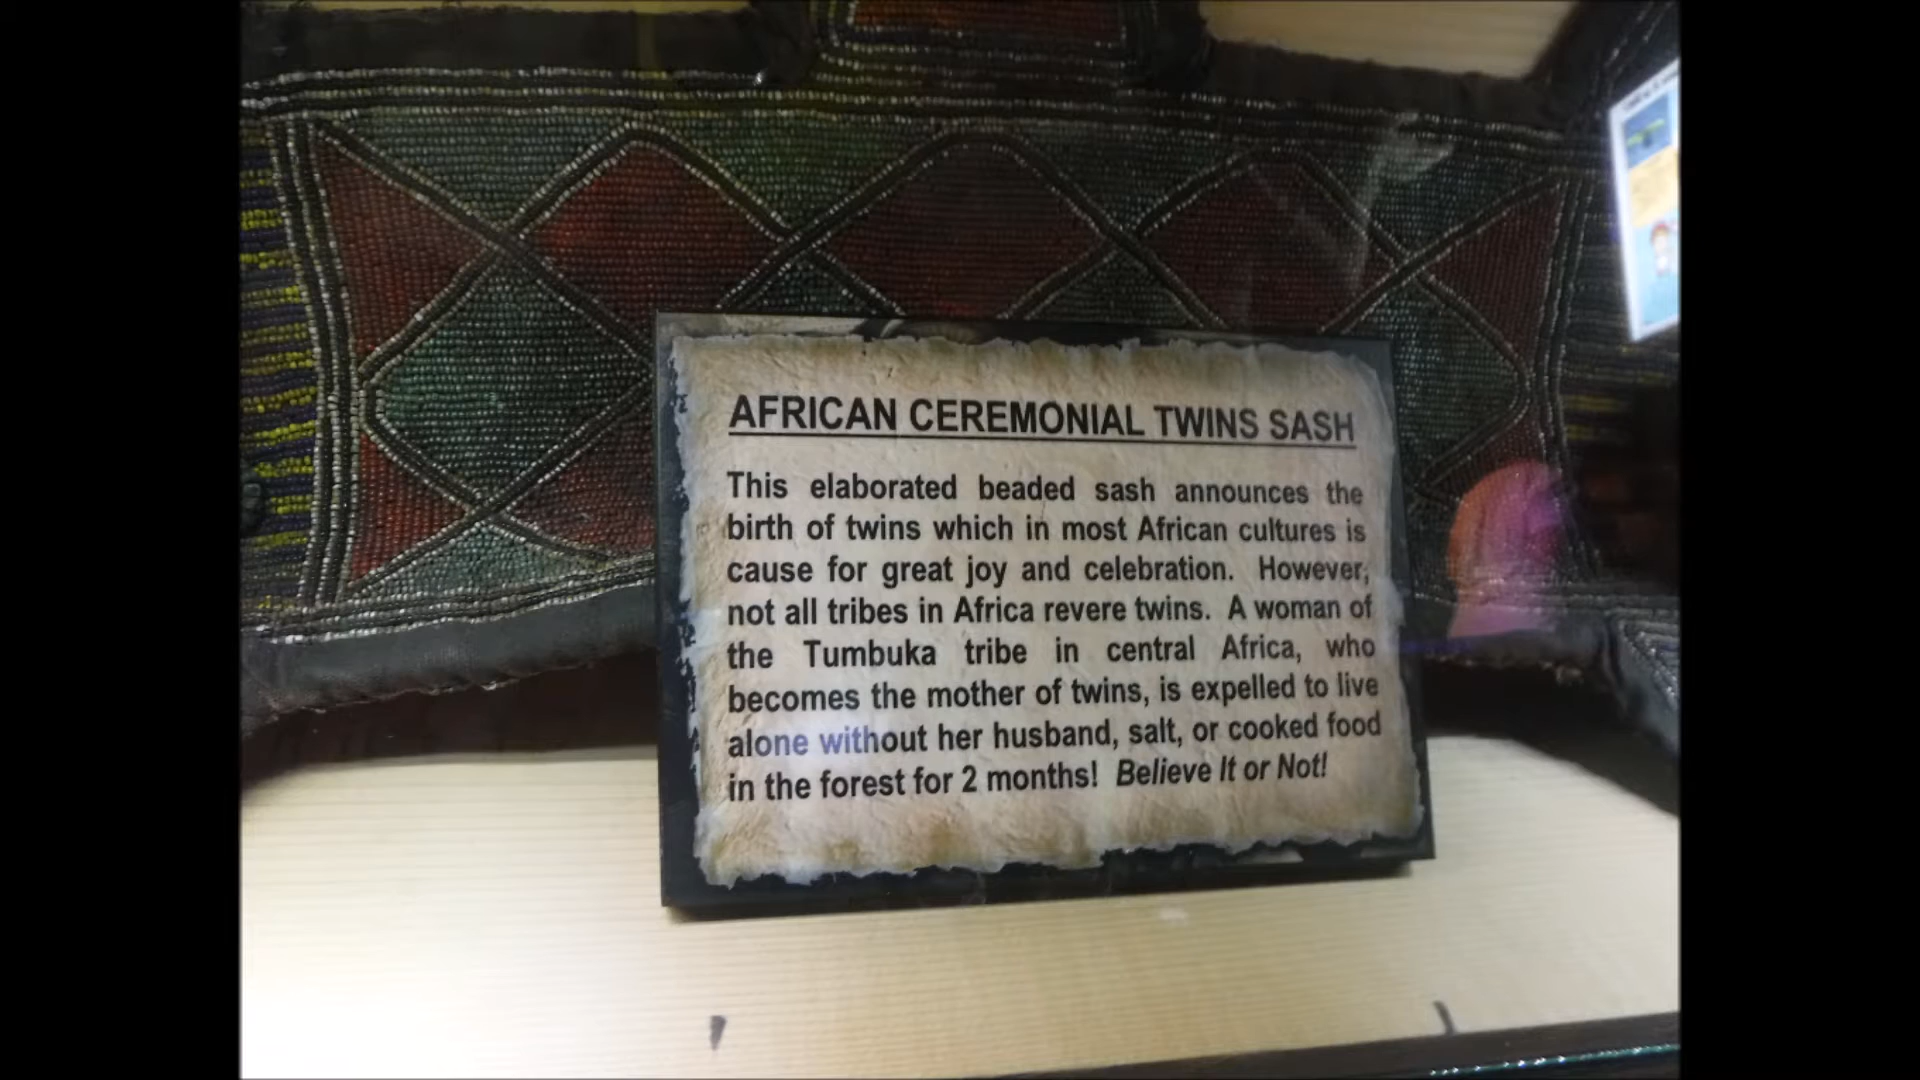 AFRICAN CEREMONIAL TWINS SASH
This elaborated beaded sash announces the
birth of twins which in most African cultures is
cause for great joy and celebration. However,
not all tribes in Africa revere twins. A woman of
the Tumbuka tribe in central Africa, who
becomes the mother of twins, is expelled to live
alone without her husband, salt, or cooked food
in the forest for 2 months! Believe It or Not!